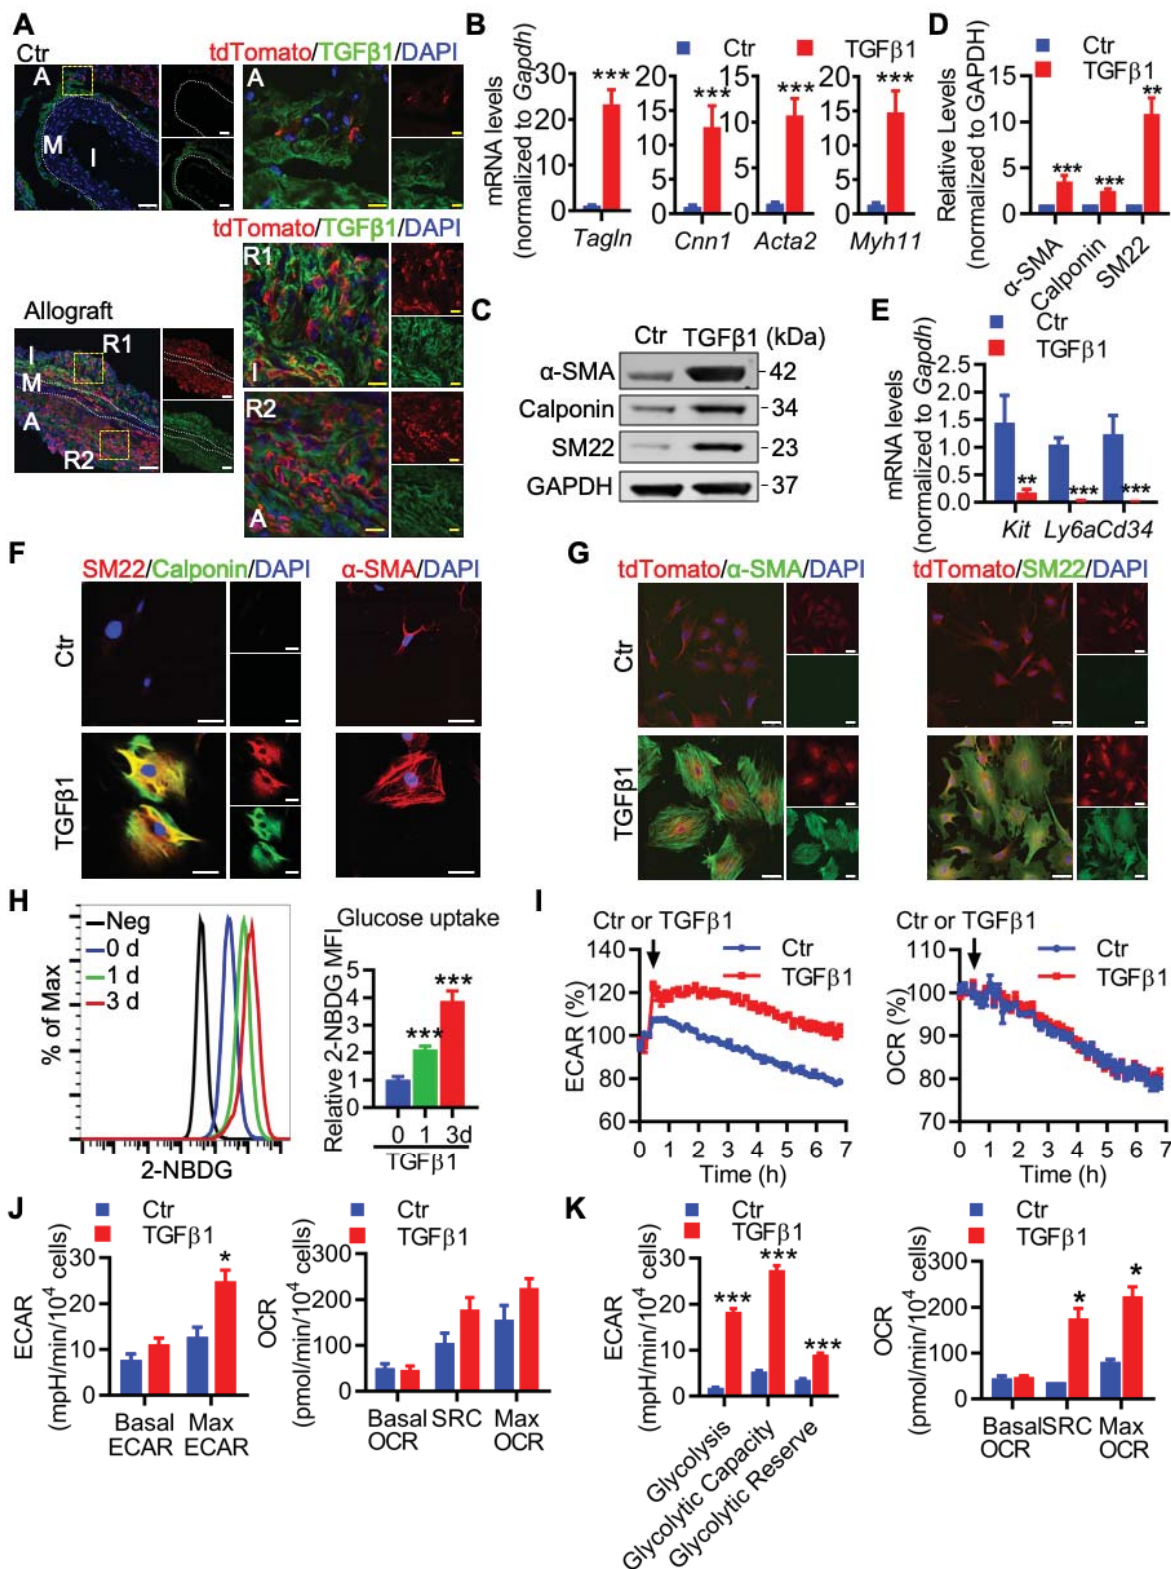 A
Ctr
tdTomato/TGFβ1/DAPI
A
M
I
A
tdTomato/TGFβ1/DAPI
R1
I
Allograft
I
R1
M
A
R2
R2
A
B
Ctr
TGFβ1
mRNA levels
(normalized to Gapdh)
30
20
10
0
***
Tagln
20
15
10
5
0
***
Cnn1
15
10
5
0
***
Acta2
20
15
10
5
0
***
Myh11
C
Ctr TGFβ1 (kDa)
α-SMA
42
Calponin
34
SM22
23
GAPDH
37
D
Ctr
TGFβ1
Relative Levels
(normalized to GAPDH)
15
10
5
0
***
***
**
α-SMA
Calponin
SM22
E
Ctr
TGFβ1
mRNA levels
(normalized to Gapdh)
2.5
2.0
1.5
1.0
0.5
0.0
**
***
***
Kit Ly6aCd34
F
SM22/Calponin/DAPI
α-SMA/DAPI
Ctr
TGFβ1
G
tdTomato/α-SMA/DAPI
tdTomato/SM22/DAPI
Ctr
TGFβ1
H
Neg
0 d
1 d
3 d
% of Max
2-NBDG
Glucose uptake
Relative 2-NBDG MFI
5
4
3
2
1
0
***
***
0 1 3d
TGFβ1
I
Ctr or TGFβ1
Ctr
TGFβ1
ECAR (%)
140
120
100
80
60
0 1 2 3 4 5 6 7
Time (h)
Ctr or TGFβ1
Ctr
TGFβ1
OCR (%)
110
100
90
80
70
0 1 2 3 4 5 6 7
Time (h)
J
Ctr
TGFβ1
ECAR
(mpH/min/10⁴ cells)
30
20
10
0
*
Basal
ECAR
Max
ECAR
OCR
(pmol/min/10⁴ cells)
300
200
100
0
Basal
OCR
SRC
Max
OCR
K
Ctr
TGFβ1
ECAR
(mpH/min/10⁴ cells)
30
20
10
0
***
***
***
Glycolysis
Glycolytic Capacity
Glycolytic Reserve
Ctr
TGFβ1
OCR
(pmol/min/10⁴ cells)
300
200
100
0
*
*
Basal
OCR
SRC
Max
OCR